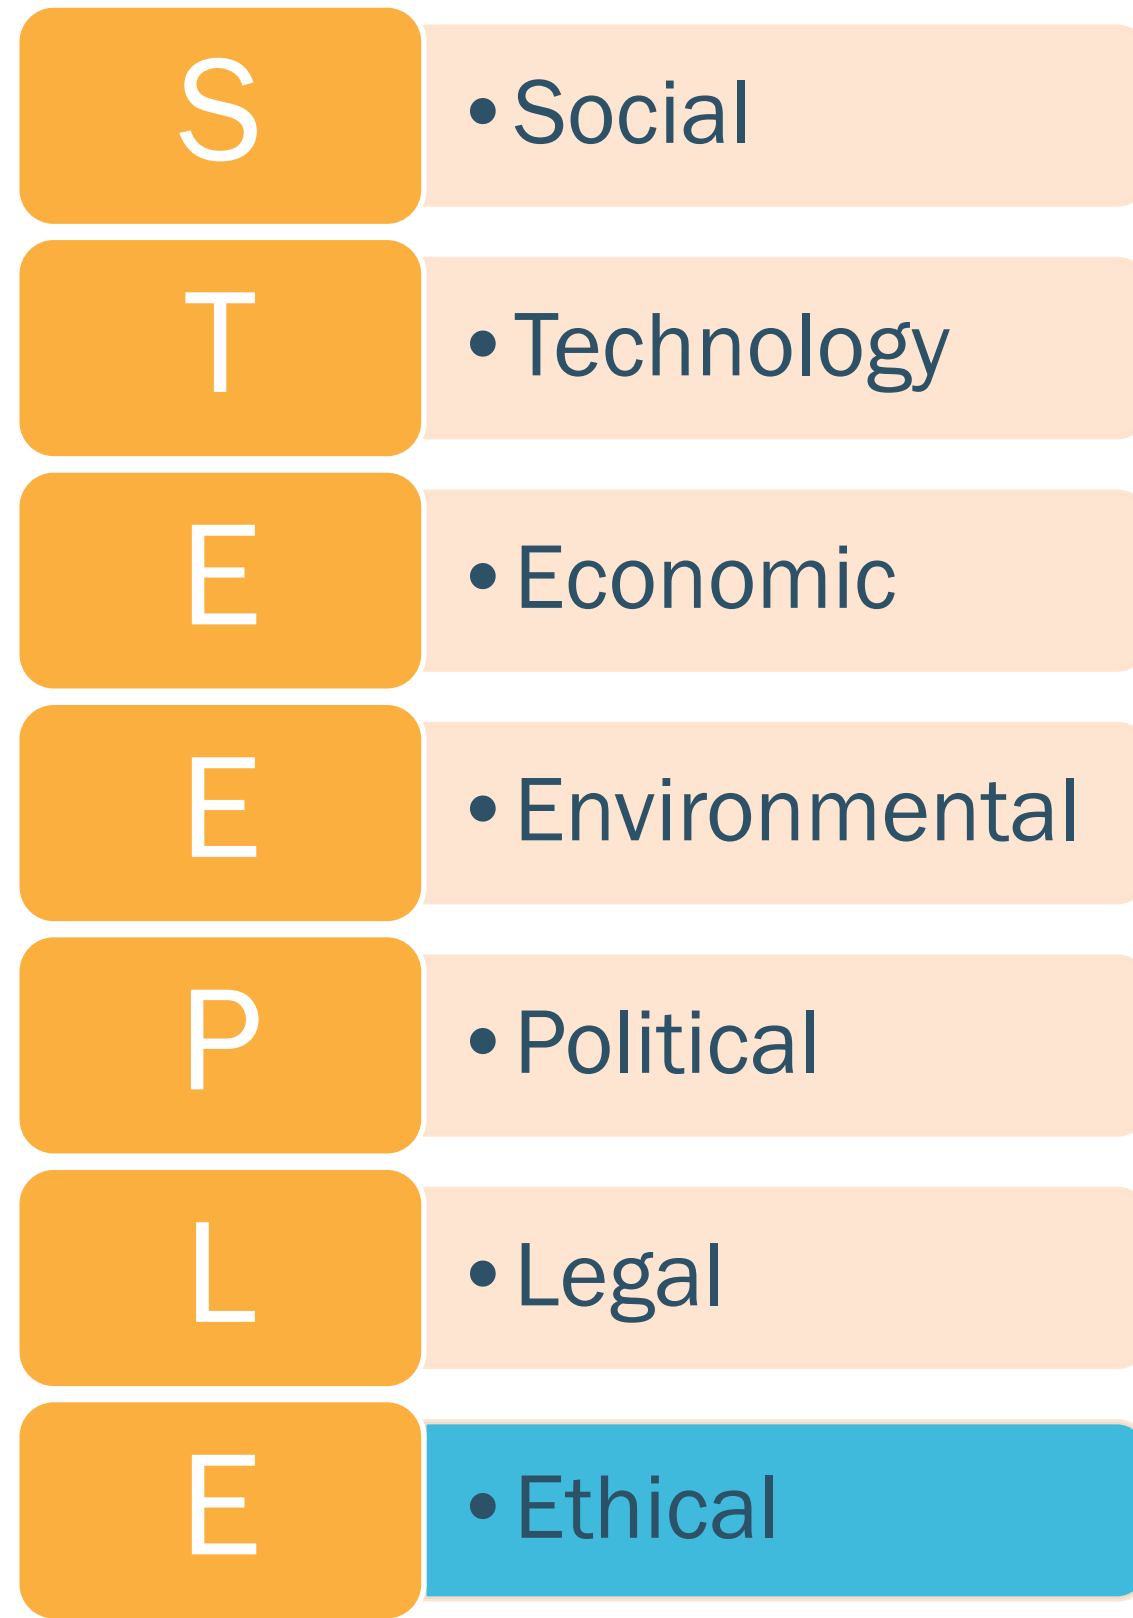 S
• Social
T
• Technology
E
• Economic
E
• Environmental
P
• Political
L
• Legal
E
• Ethical